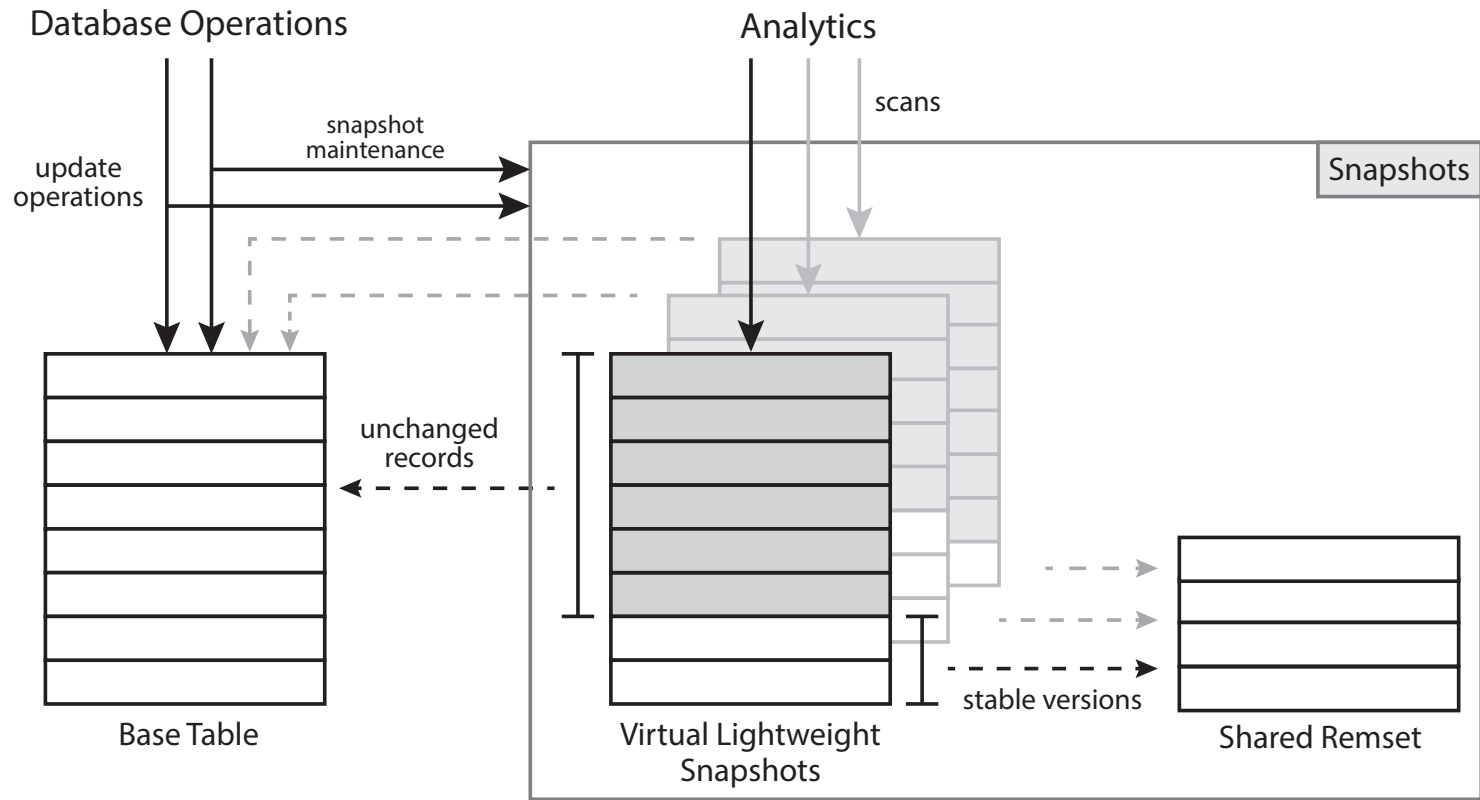 Database Operations
Analytics
scans
snapshot
maintenance
update
operations
Snapshots
unchanged
records
stable versions
Base Table
Virtual Lightweight
Snapshots
Shared Remset